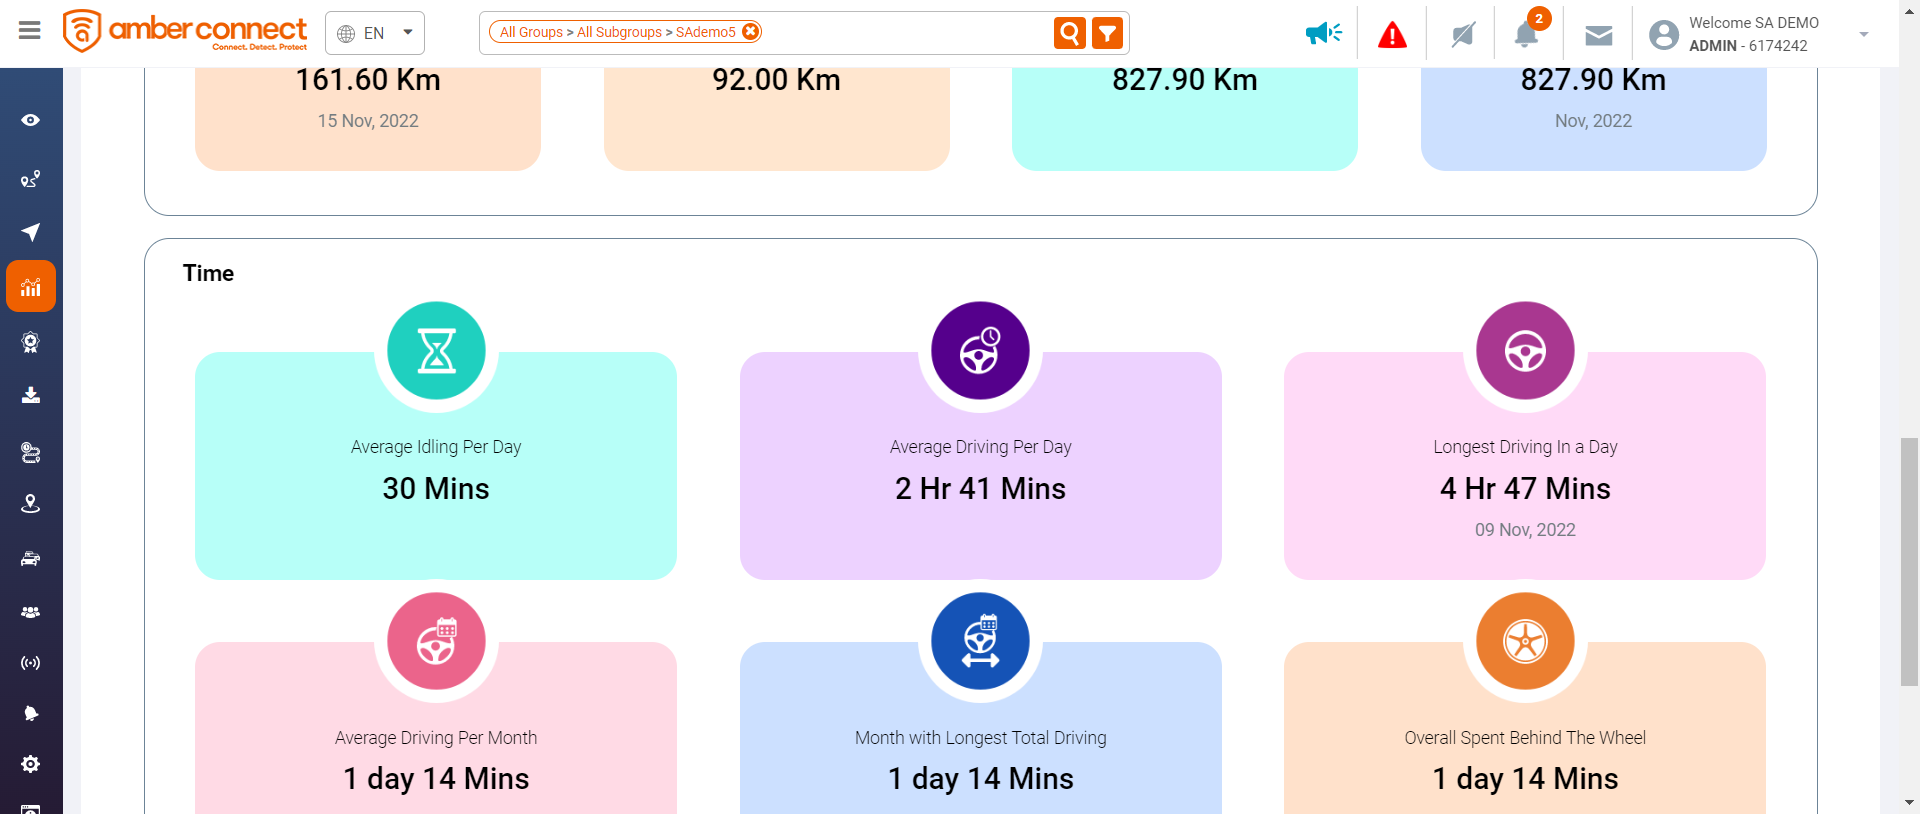 amber connect
Connect. Detect. Protect
EN
All Groups > All Subgroups > SAdemo5
2
Welcome SA DEMO
ADMIN - 6174242
161.60 Km
15 Nov, 2022
92.00 Km
827.90 Km
827.90 Km
Nov, 2022
Time
Average Idling Per Day
30 Mins
Average Driving Per Day
2 Hr 41 Mins
Longest Driving In a Day
4 Hr 47 Mins
09 Nov, 2022
Average Driving Per Month
1 day 14 Mins
Month with Longest Total Driving
1 day 14 Mins
Overall Spent Behind The Wheel
1 day 14 Mins